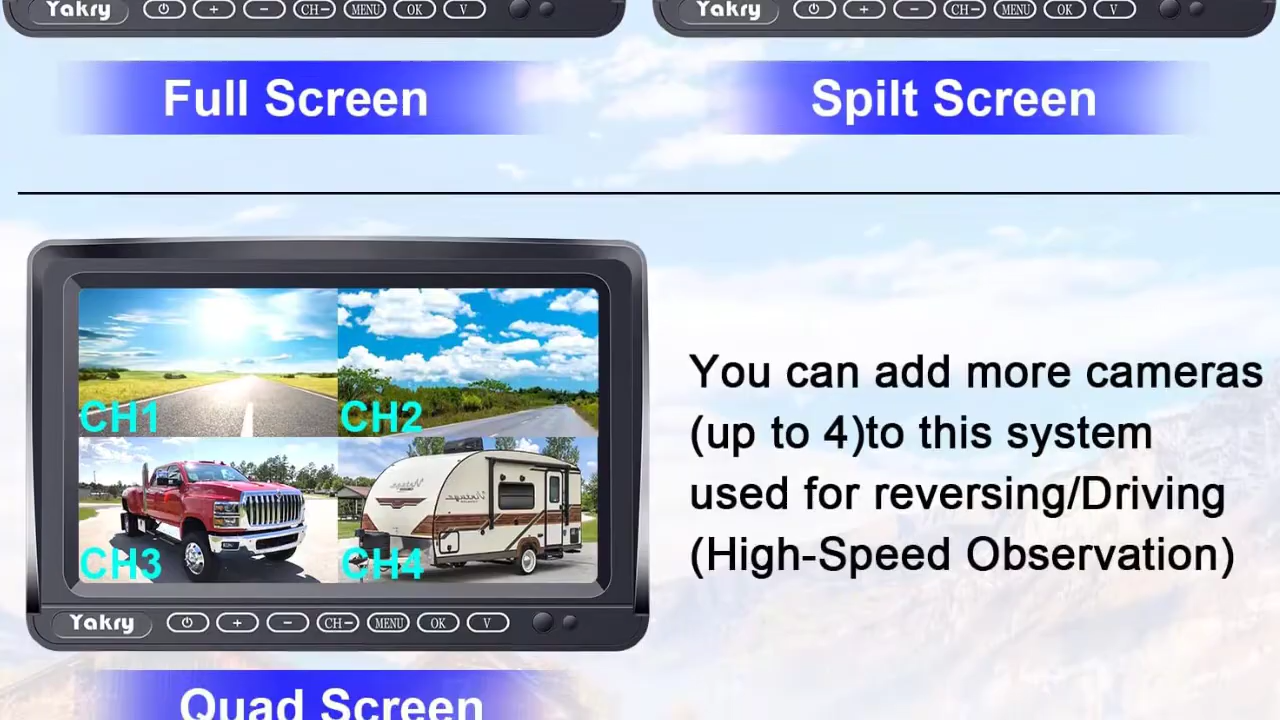 Yakry + − CH− MENU OK V
Yakry + − CH− MENU OK V
Full Screen
Spilt Screen
CH1
CH2
CH3
CH4
Yakry + − CH− MENU OK V
Quad Screen
You can add more cameras
(up to 4)to this system
used for reversing/Driving
(High-Speed Observation)